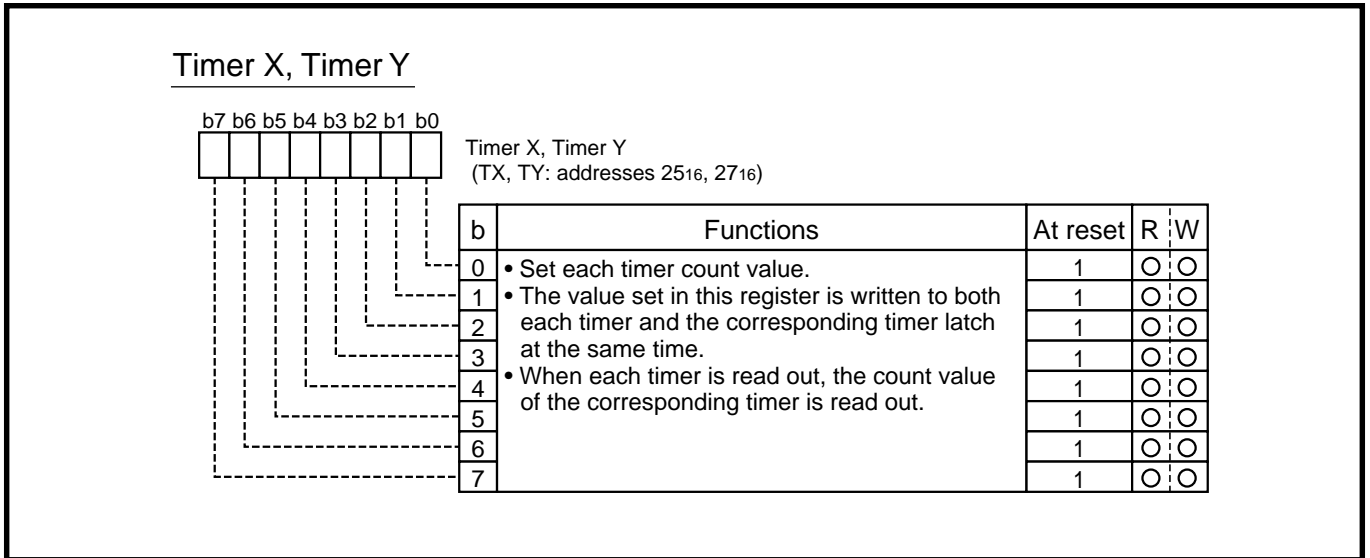 Timer X, Timer Y
b7 b6 b5 b4 b3 b2 b1 b0
Timer X, Timer Y
(TX, TY: addresses 2516, 2716)
b Functions At reset R W
0 • Set each timer count value. 1 O O
1 • The value set in this register is written to both 1 O O
2 each timer and the corresponding timer latch 1 O O
3 at the same time. 1 O O
4 • When each timer is read out, the count value 1 O O
5 of the corresponding timer is read out. 1 O O
6 1 O O
7 1 O O